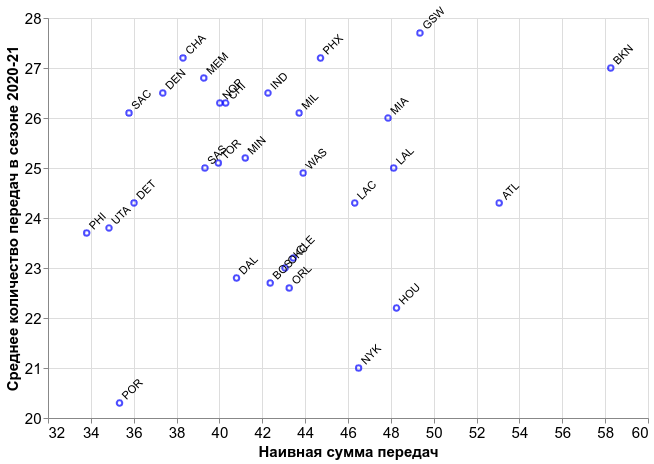 Среднее количество передач в сезоне 2020-21
28
27
26
25
24
23
22
21
20
GSW
CHA
PHX
BKN
MEM
DEN
IND
NOR
CHI
SAC
MIL
MIA
TOR
MIN
SAS
LAL
WAS
DET
LAC
ATL
UTA
PHI
CLE
OKC
DAL
BOS
ORL
HOU
NYK
POR
32 34 36 38 40 42 44 46 48 50 52 54 56 58 60
Наивная сумма передач